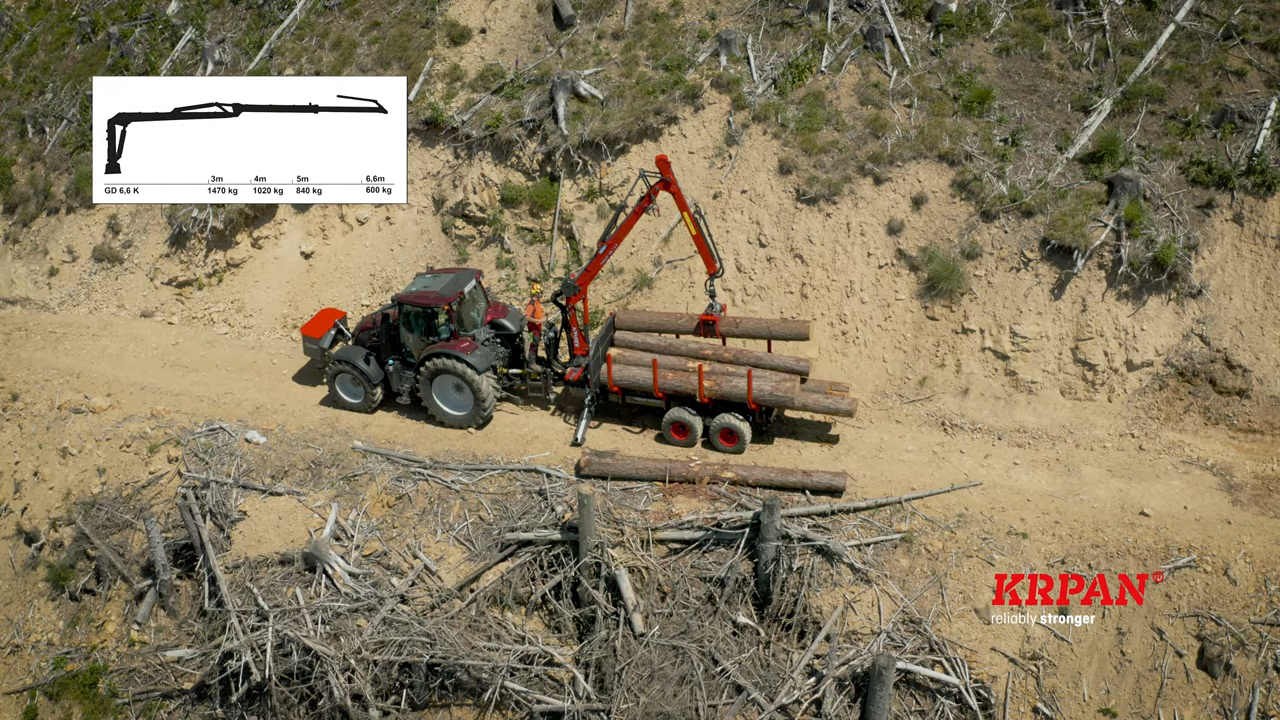 3m 4m 5m 6,6m
GD 6,6 K 1470 kg 1020 kg 840 kg 600 kg
KRPAN
reliably stronger